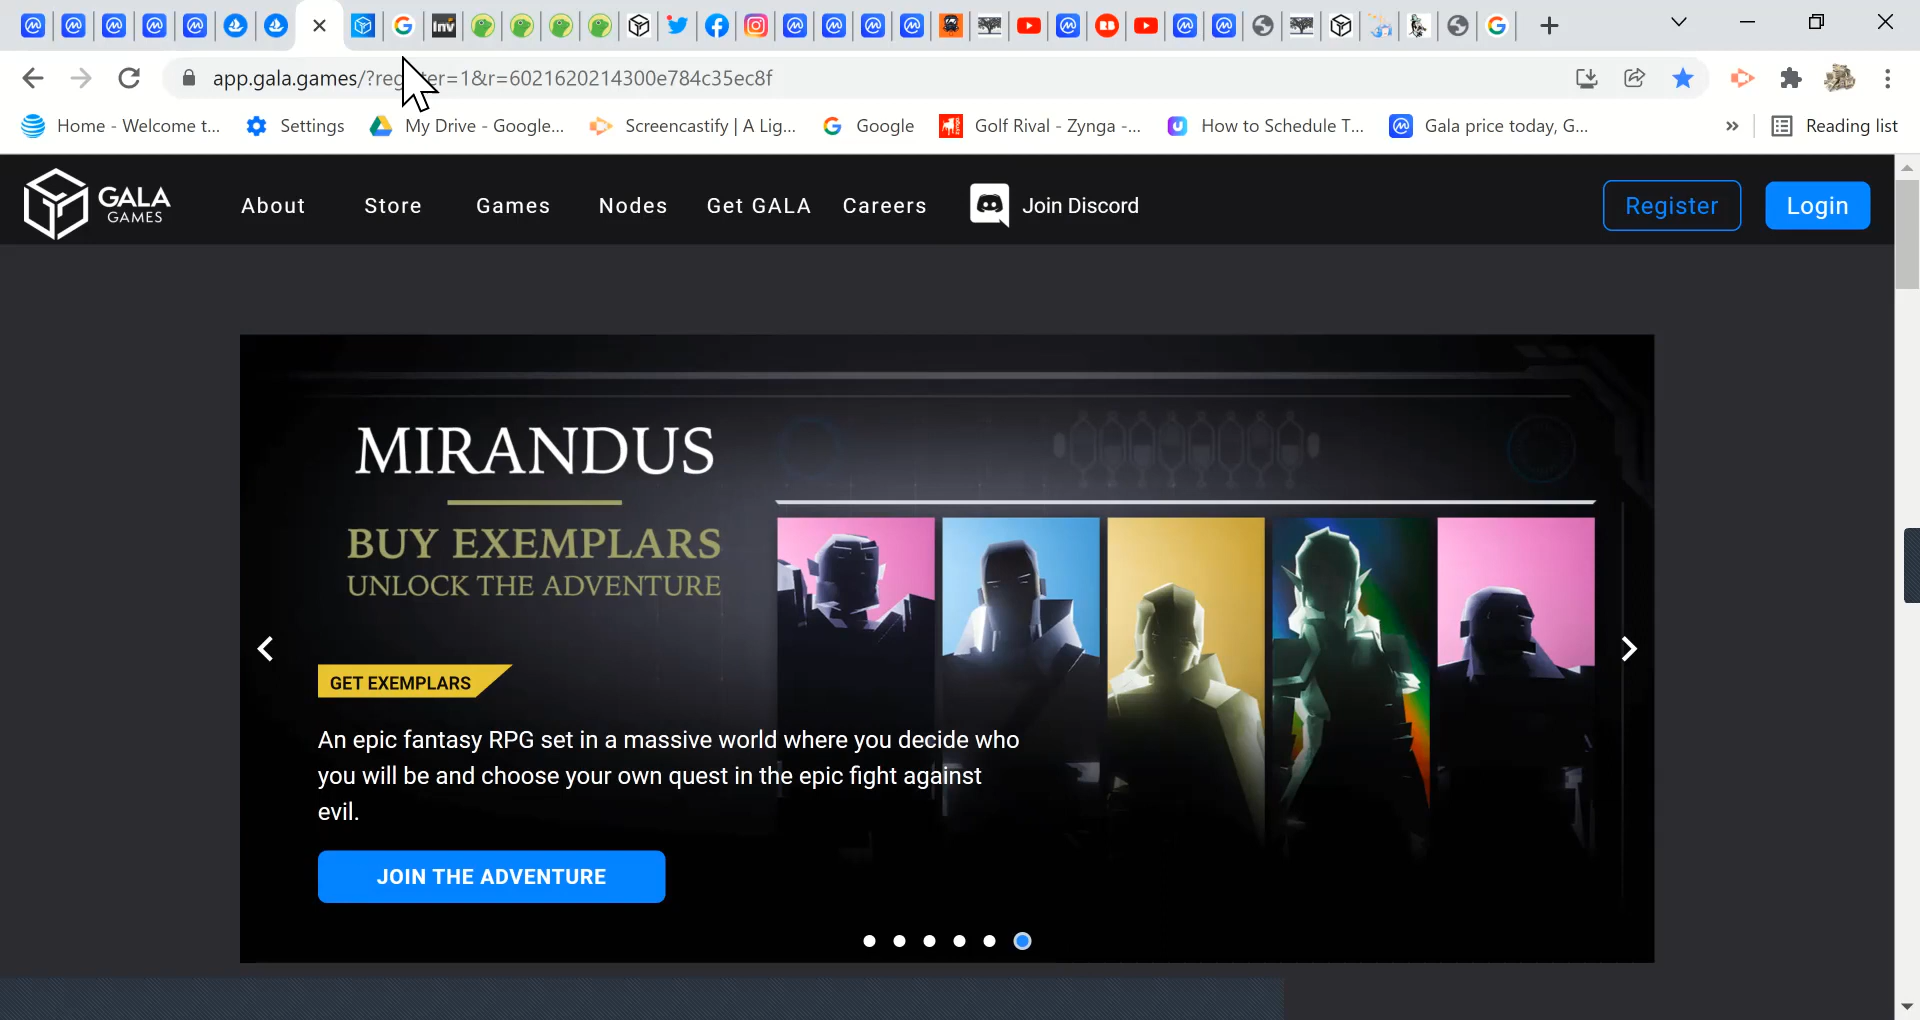 Inv
app.gala.games/?register=1&r=6021620214300e784c35ec8f
Home - Welcome t... Settings My Drive - Google... Screencastify | A Lig... Google Golf Rival - Zynga -... How to Schedule T... Gala price today, G... » Reading list
GALA GAMES About Store Games Nodes Get GALA Careers Join Discord Register Login
MIRANDUS
BUY EXEMPLARS
UNLOCK THE ADVENTURE
GET EXEMPLARS
An epic fantasy RPG set in a massive world where you decide who
you will be and choose your own quest in the epic fight against
evil.
JOIN THE ADVENTURE